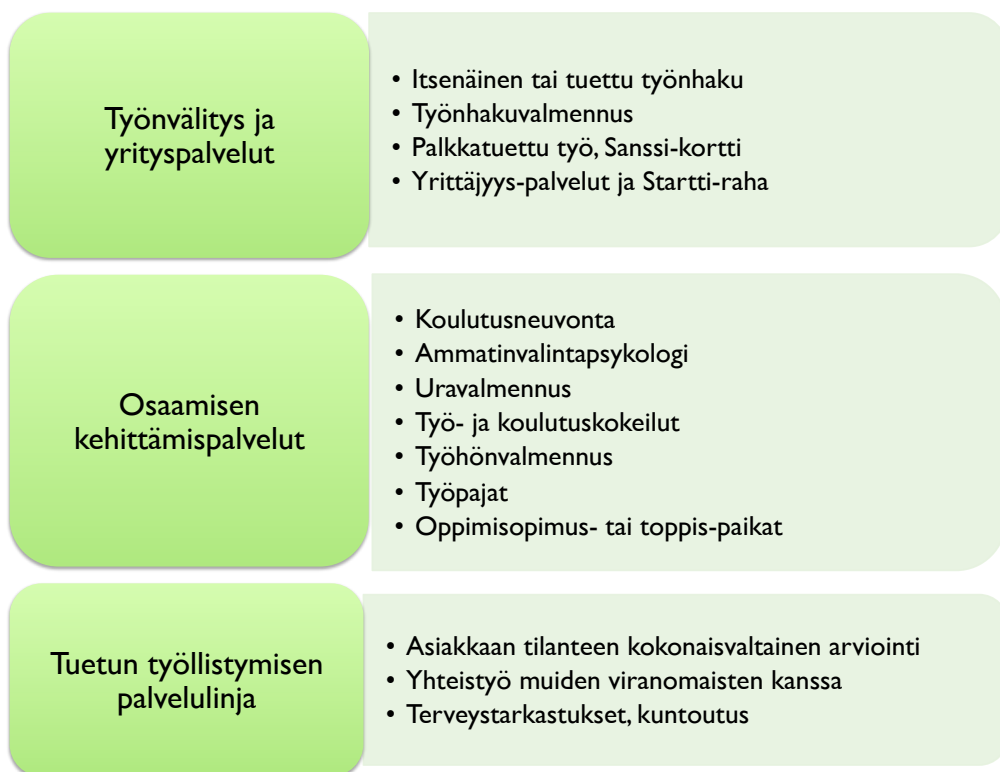 Työnvälitys ja
yrityspalvelut
• Itsenäinen tai tuettu työnhaku
• Työnhakuvalmennus
• Palkkatuettu työ, Sanssi-kortti
• Yrittäjyys-palvelut ja Startti-raha
Osaamisen
kehittämispalvelut
• Koulutusneuvonta
• Ammatinvalintapsykologi
• Uravalmennus
• Työ- ja koulutuskokeilut
• Työhönvalmennus
• Työpajat
• Oppimisopimus- tai toppis-paikat
Tuetun työllistymisen
palvelulinja
• Asiakkaan tilanteen kokonaisvaltainen arviointi
• Yhteistyö muiden viranomaisten kanssa
• Terveystarkastukset, kuntoutus